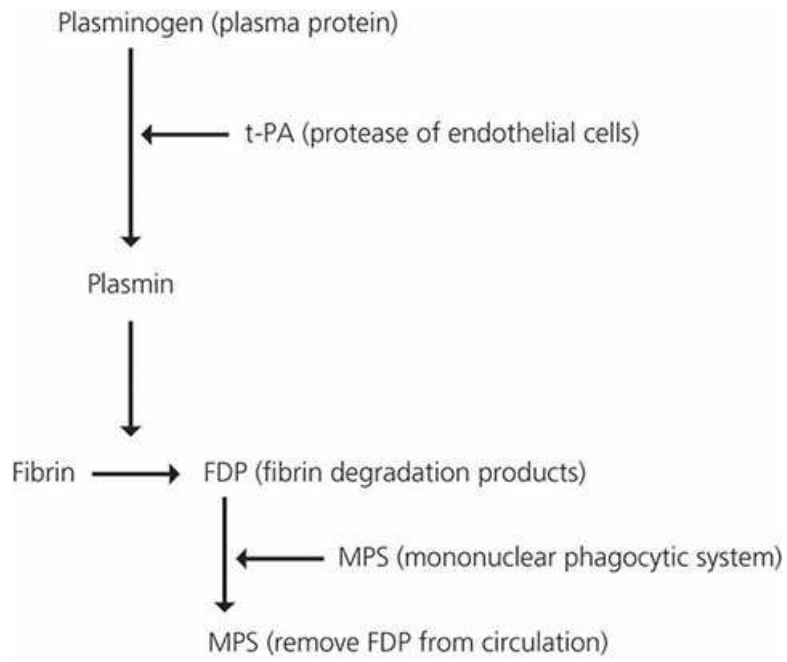 Plasminogen (plasma protein)
t-PA (protease of endothelial cells)
Plasmin
Fibrin
FDP (fibrin degradation products)
MPS (mononuclear phagocytic system)
MPS (remove FDP from circulation)